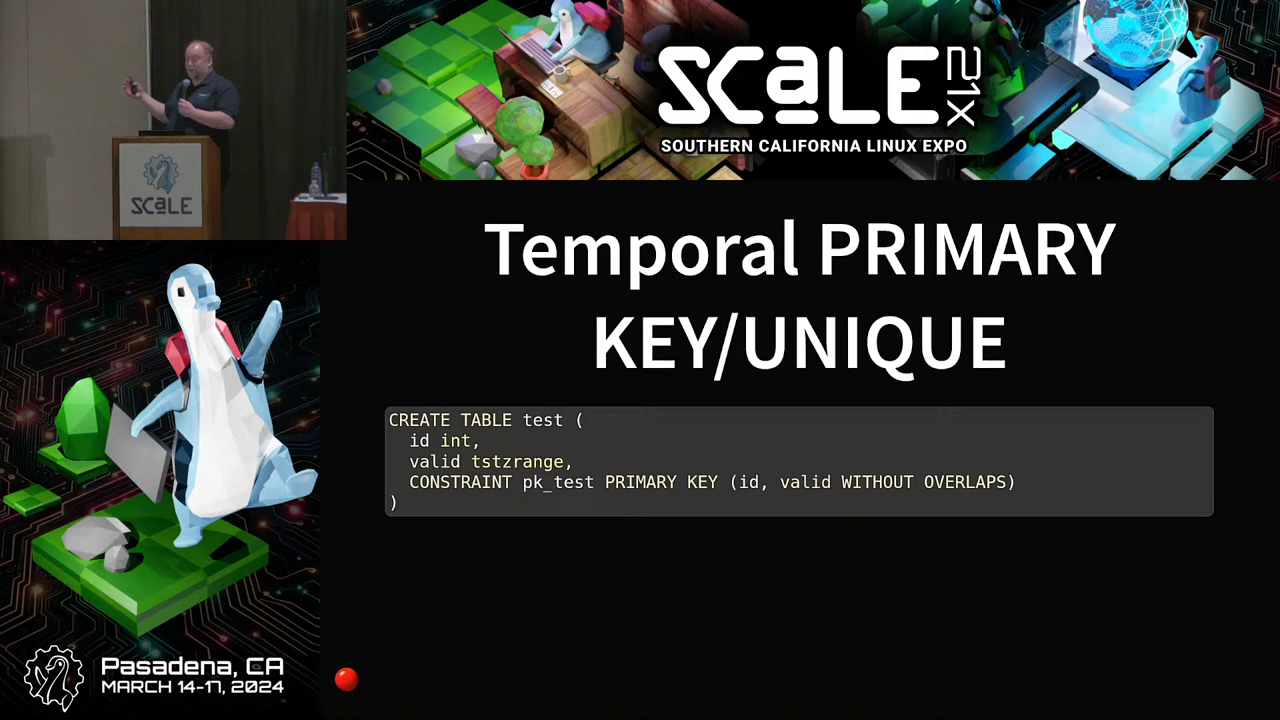 SCaLE
21X
SOUTHERN CALIFORNIA LINUX EXPO
SCaLE
Temporal PRIMARY
KEY/UNIQUE
CREATE TABLE test (
id int,
valid tstzrange,
CONSTRAINT pk_test PRIMARY KEY (id, valid WITHOUT OVERLAPS)
)
Pasadena, CA
MARCH 14-17, 2024